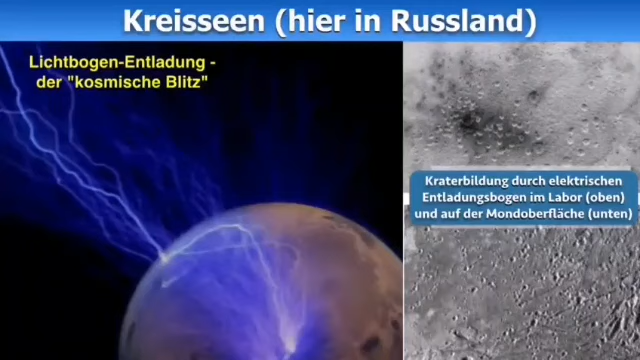 Kreisseen (hier in Russland)
Lichtbogen-Entladung -
der "kosmische Blitz"
Kraterbildung durch elektrischen
Entladungsbogen im Labor (oben)
und auf der Mondoberfläche (unten)